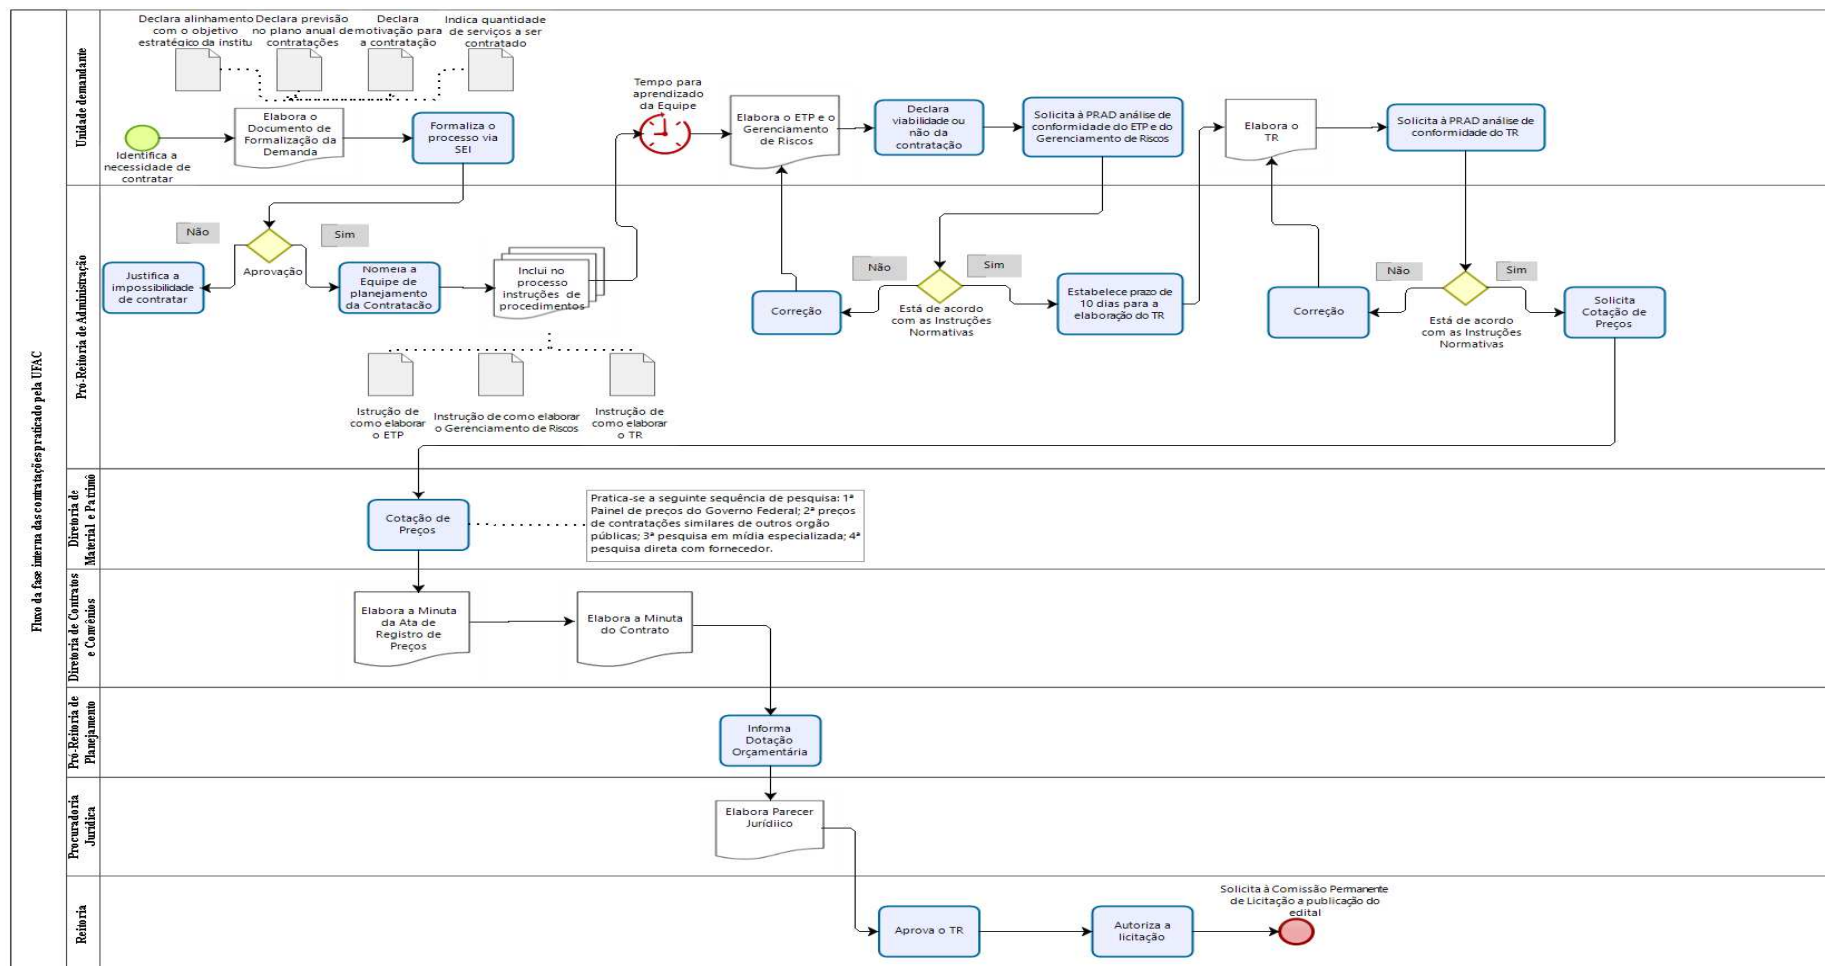 Fluxo da fase interna das contratações praticado pela UFAC
Unidade demandante
Declara alinhamento
com o objetivo
estratégico da institu
Declara previsão
no plano anual de
contratações
Declara
motivação para
a contratação
Indica quantidade
de serviços a ser
contratado
Identifica a
necessidade de
contratar
Elabora o
Documento de
Formalização da
Demanda
Formaliza o
processo via
SEI
Tempo para
aprendizado
da Equipe
Elabora o ETP e o
Gerenciamento
de Riscos
Declara
viabilidade ou
não da
contratação
Solicita à PRAD análise de
conformidade do ETP e do
Gerenciamento de Riscos
Elabora o
TR
Solicita à PRAD análise de
conformidade do TR
Pró-Reitoria de Administração
Não
Sim
Aprovação
Justifica a
impossibilidade
de contratar
Nomeia a
Equipe de
planejamento
da Contratacão
Inclui no
processo
instruções de
procedimentos
Istrução de
como elaborar
o ETP
Instrução de como elaborar
o Gerenciamento de Riscos
Instrução de
como elaborar
o TR
Correção
Não
Sim
Está de acordo
com as Instruções
Normativas
Estabelece prazo de
10 dias para a
elaboração do TR
Correção
Não
Sim
Está de acordo
com as Instruções
Normativas
Solicita
Cotação de
Preços
Diretoria de
Material e Patrimô
Cotação de
Preços
Pratica-se a seguinte sequência de pesquisa: 1ª
Painel de preços do Governo Federal; 2ª preços
de contratações similares de outros orgão
públicas; 3ª pesquisa em mídia especializada; 4ª
pesquisa direta com fornecedor.
Diretoria de Contratos
e Convênios
Elabora a Minuta
da Ata de
Registro de
Preços
Elabora a Minuta
do Contrato
Pró-Reitoria de
Planejamento
Informa
Dotação
Orçamentária
Procuradoria
Jurídica
Elabora Parecer
Jurídiico
Reitoria
Aprova o TR
Autoriza a
licitação
Solicita à Comissão Permanente
de Licitação a publicação do
edital